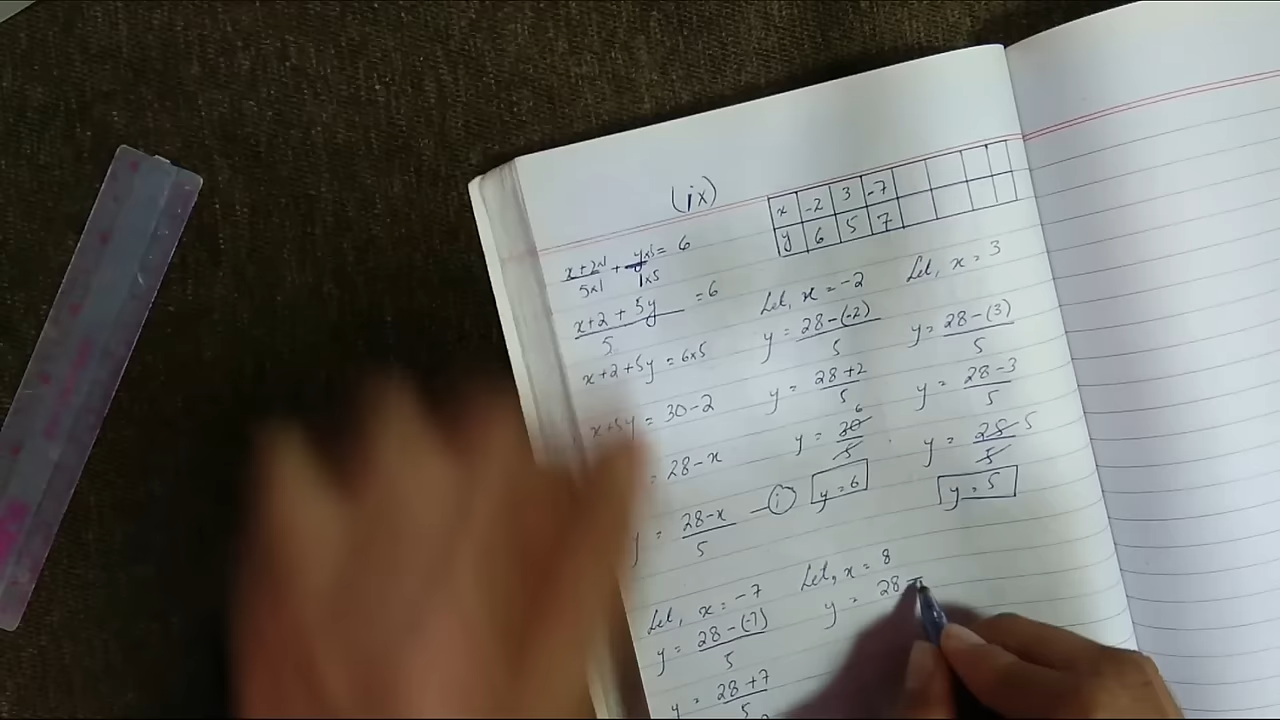 (ix)
x -2 3 -7
y 6 5 7
x+2×1/5×1 + y×5/1×5 = 6
x+2+5y/5 = 6
x+2+5y = 6×5
x+5y = 30-2
= 28-x
y = 28-x/5 — (i)
Let, x = -2
y = 28-(-2)/5
y = 28+2/5
y = 30/5 6
y = 6
Let, x = 3
y = 28-(3)/5
y = 28-3/5
y = 25/5 5
y = 5
Let, x = -7
y = 28-(-7)/5
y = 28+7/5
Let, x = 8
y = 28-